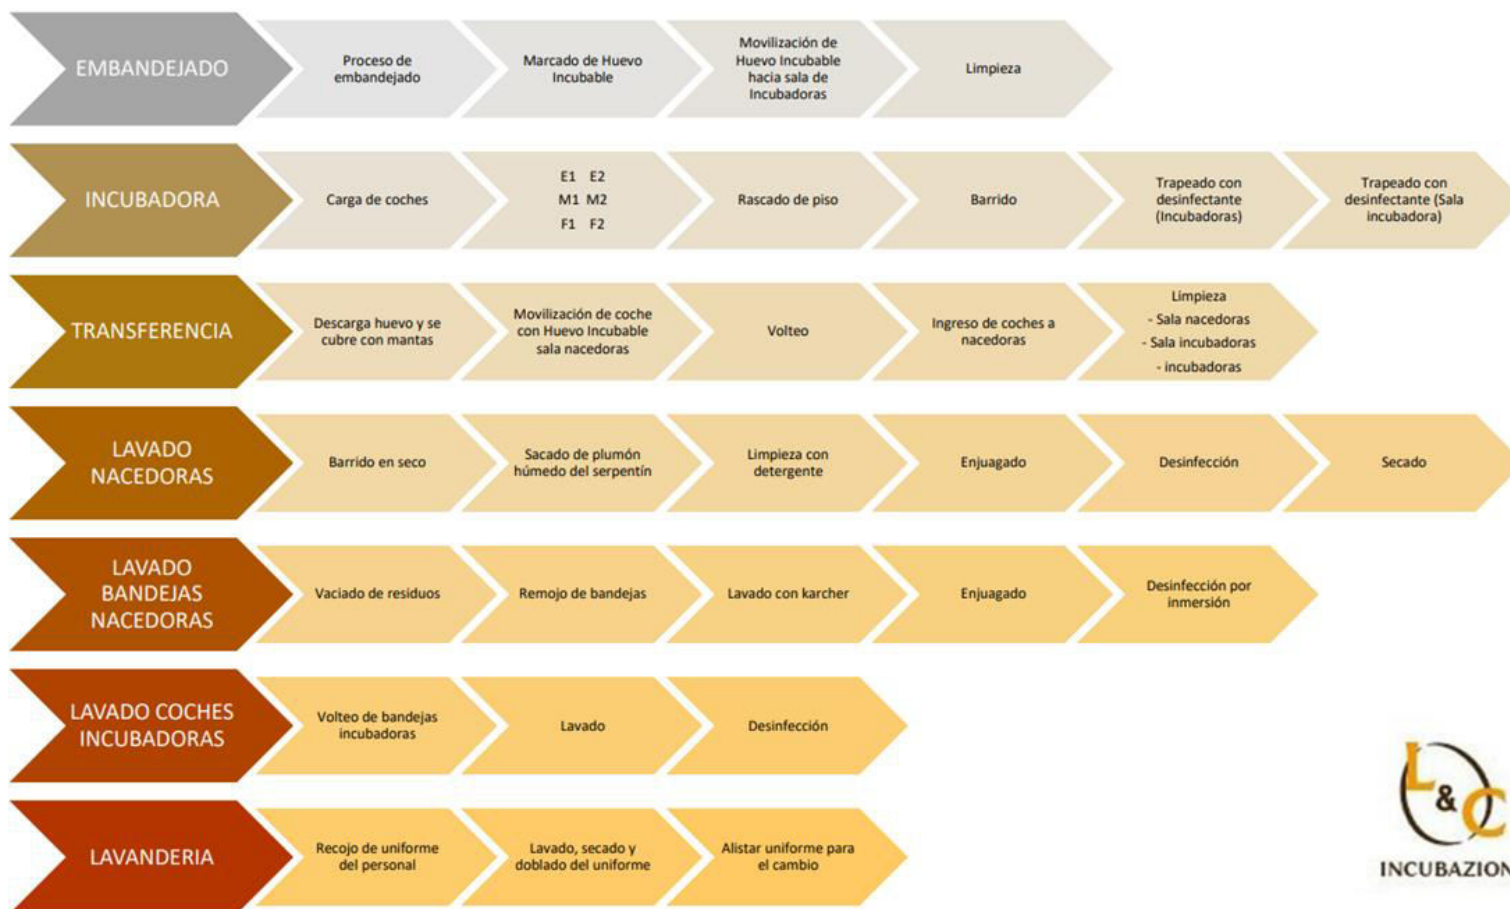 EMBANDEJADO
Proceso de
embandejado
Marcado de Huevo
Incubable
Movilización de
Huevo Incubable
hacia sala de
Incubadoras
Limpieza
INCUBADORA
Carga de coches
E1 E2
M1 M2
F1 F2
Rascado de piso
Barrido
Trapeado con
desinfectante
(Incubadoras)
Trapeado con
desinfectante (Sala
incubadora)
TRANSFERENCIA
Descarga huevo y se
cubre con mantas
Movilización de coche
con Huevo Incubable
sala nacedoras
Volteo
Ingreso de coches a
nacedoras
Limpieza
- Sala nacedoras
- Sala incubadoras
- incubadoras
LAVADO
NACEDORAS
Barrido en seco
Sacado de plumón
húmedo del serpentín
Limpieza con
detergente
Enjuagado
Desinfección
Secado
LAVADO
BANDEJAS
NACEDORAS
Vaciado de residuos
Remojo de bandejas
Lavado con karcher
Enjuagado
Desinfección por
inmersión
LAVADO COCHES
INCUBADORAS
Volteo de bandejas
incubadoras
Lavado
Desinfección
LAVANDERIA
Recojo de uniforme
del personal
Lavado, secado y
doblado del uniforme
Alistar uniforme para
el cambio
L&C
INCUBAZION